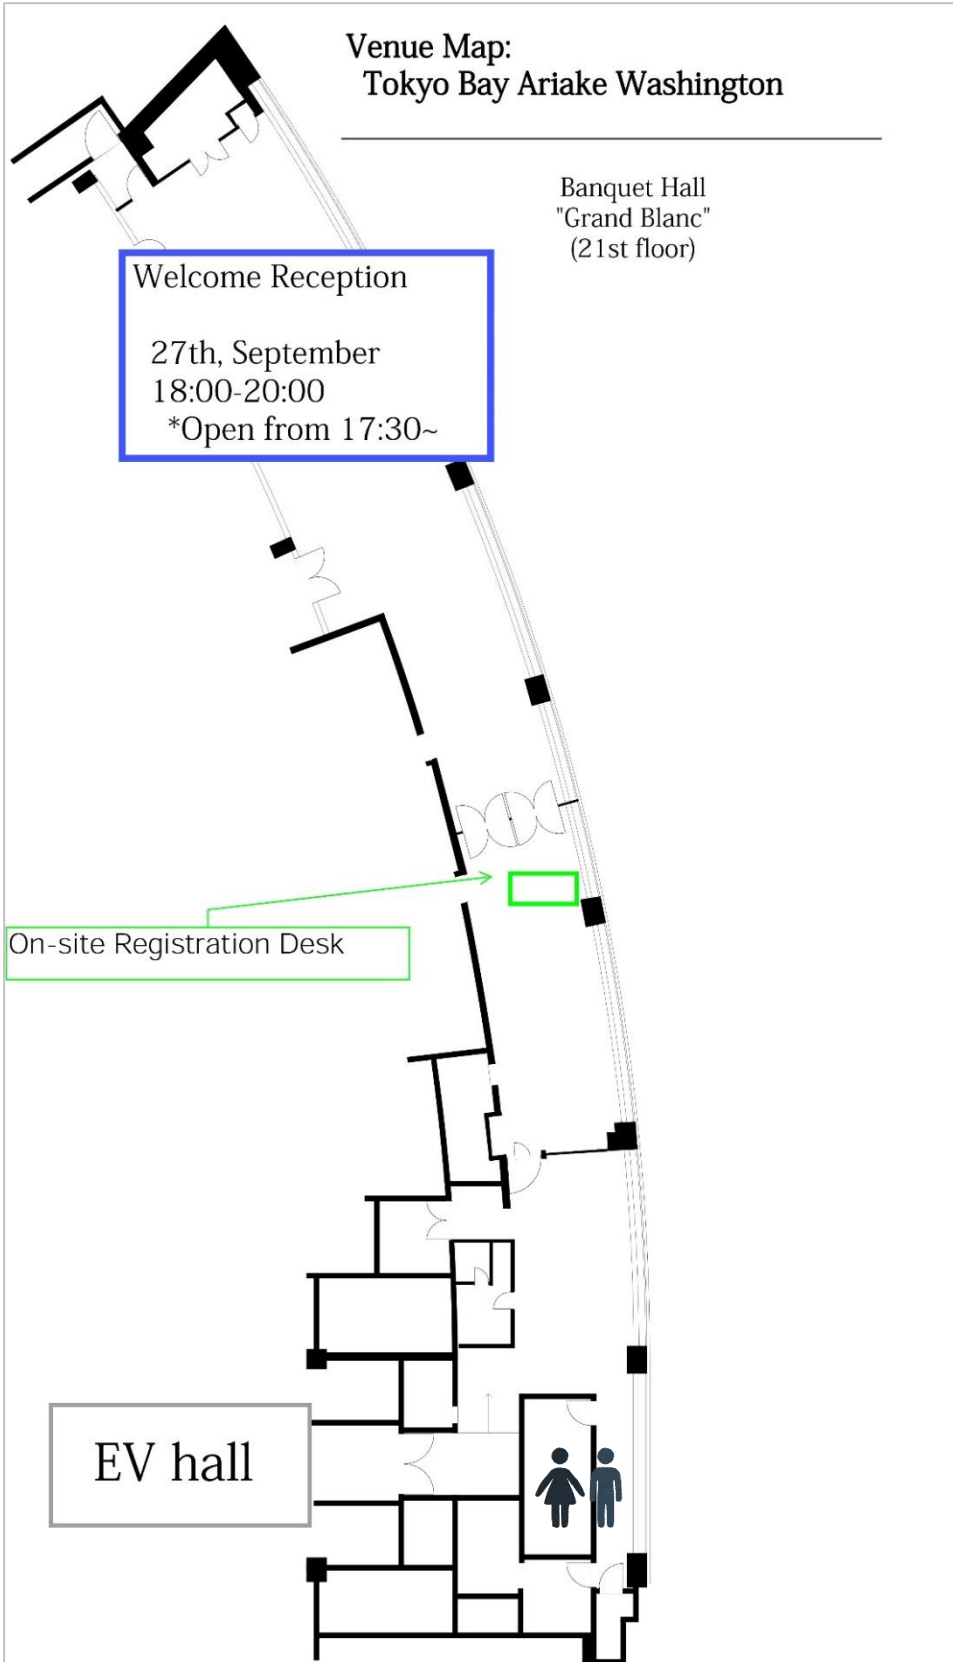 Venue Map:
Tokyo Bay Ariake Washington
Banquet Hall
"Grand Blanc"
(21st floor)
Welcome Reception
27th, September
18:00-20:00
*Open from 17:30~
On-site Registration Desk
EV hall